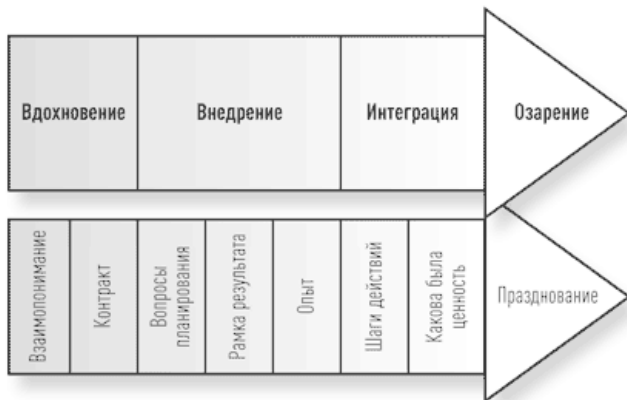 Вдохновение
Внедрение
Интеграция
Озарение
Взаимопонимание
Контракт
Вопросы
планирования
Рамка результата
Опыт
Шаги действий
Какова была
ценность
Празднование